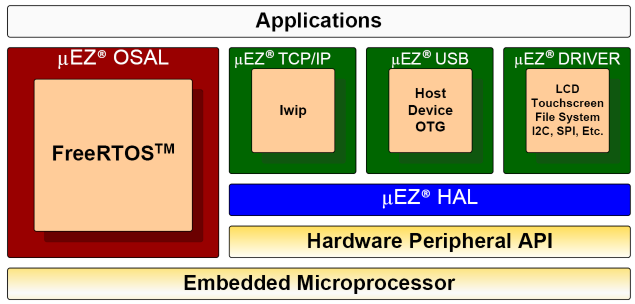 Applications
µEZ® OSAL
FreeRTOS™
µEZ® TCP/IP
lwip
µEZ® USB
Host
Device
OTG
µEZ® DRIVER
LCD
Touchscreen
File System
I2C, SPI, Etc.
µEZ® HAL
Hardware Peripheral API
Embedded Microprocessor